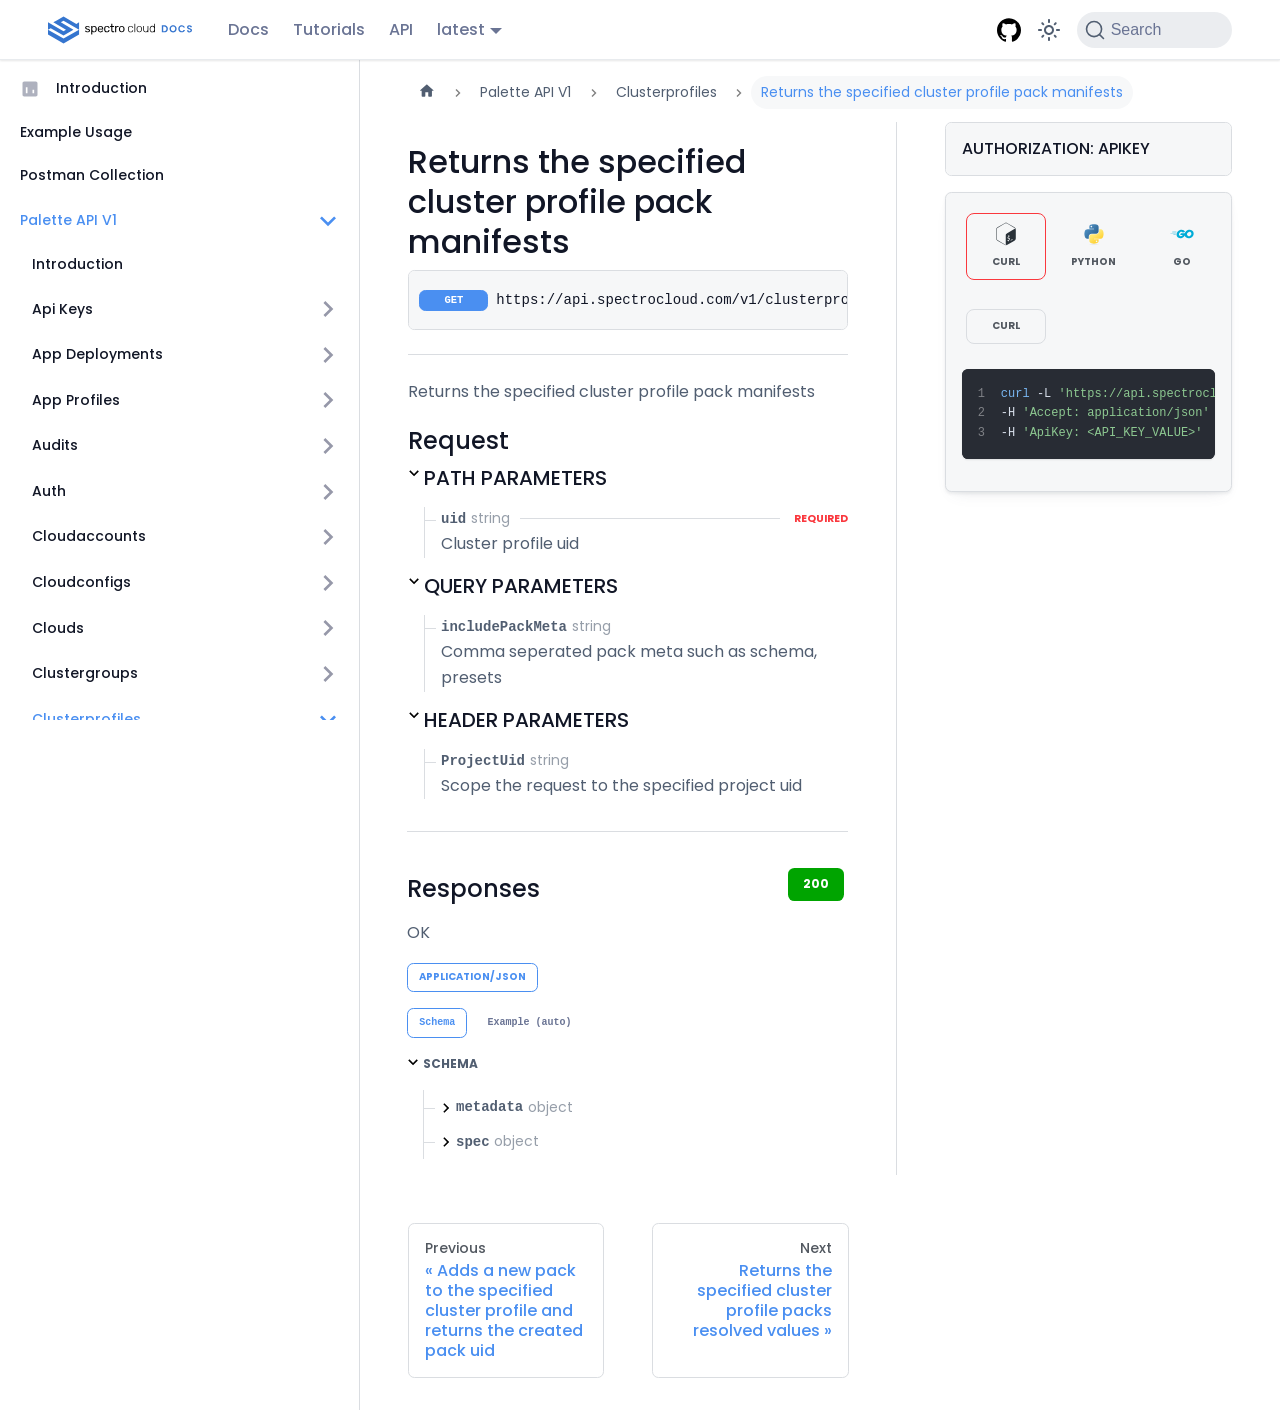 spectro cloud DOCS
Docs
Tutorials
API
latest
Search
Introduction
Example Usage
Postman Collection
Palette API V1
Introduction
Api Keys
App Deployments
App Profiles
Audits
Auth
Cloudaccounts
Cloudconfigs
Clouds
Clustergroups
Clusterprofiles
Palette API V1
Clusterprofiles
Returns the specified cluster profile pack manifests
Returns the specified
cluster profile pack
manifests
GET https://api.spectrocloud.com/v1/clusterpro
Returns the specified cluster profile pack manifests
Request
PATH PARAMETERS
uid string REQUIRED
Cluster profile uid
QUERY PARAMETERS
includePackMeta string
Comma seperated pack meta such as schema,
presets
HEADER PARAMETERS
ProjectUid string
Scope the request to the specified project uid
Responses
200
OK
APPLICATION/JSON
Schema
Example (auto)
SCHEMA
metadata object
spec object
Previous
« Adds a new pack
to the specified
cluster profile and
returns the created
pack uid
Next
Returns the
specified cluster
profile packs
resolved values »
AUTHORIZATION: APIKEY
CURL
PYTHON
GO
CURL
1 curl -L 'https://api.spectrocl
2 -H 'Accept: application/json'
3 -H 'ApiKey: <API_KEY_VALUE>'